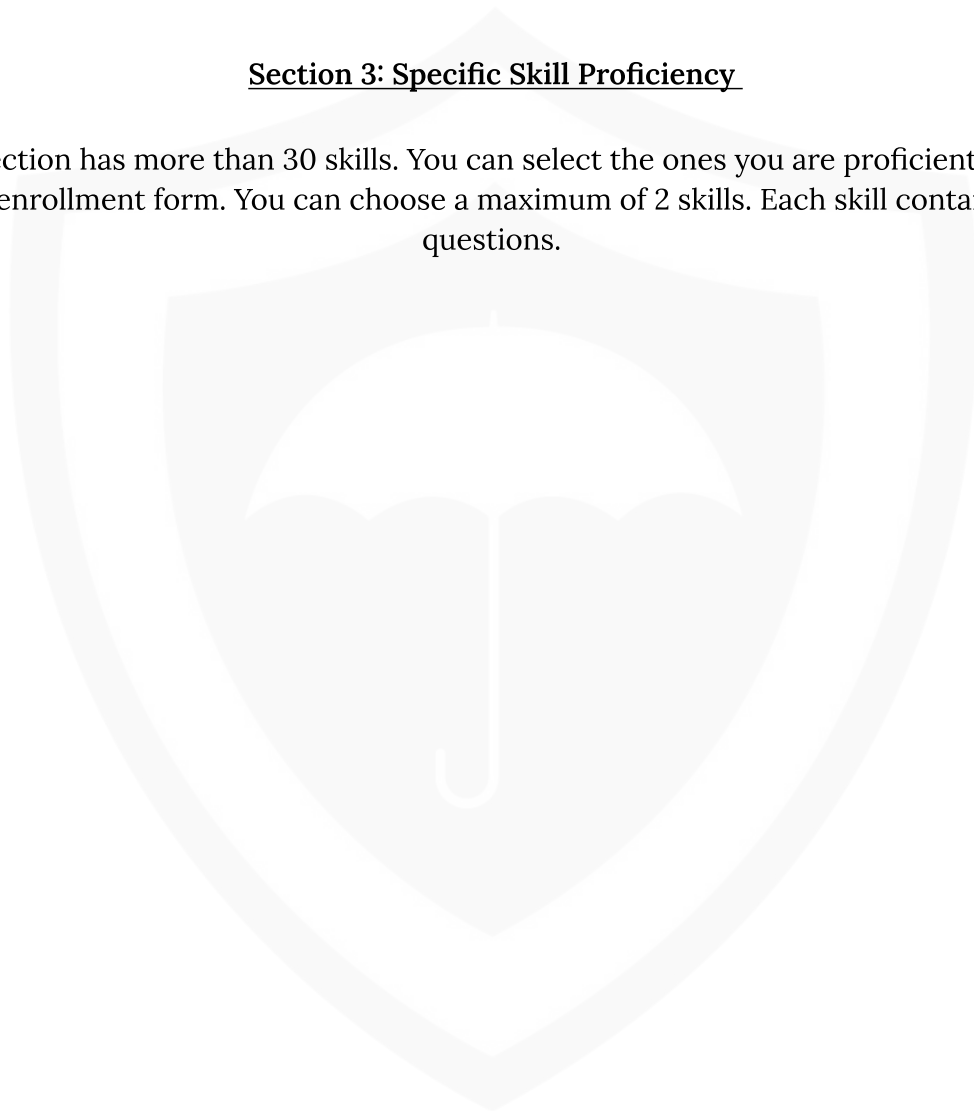 Section 3: Specific Skill Proficiency
ction has more than 30 skills. You can select the ones you are proficient
enrollment form. You can choose a maximum of 2 skills. Each skill
questions.